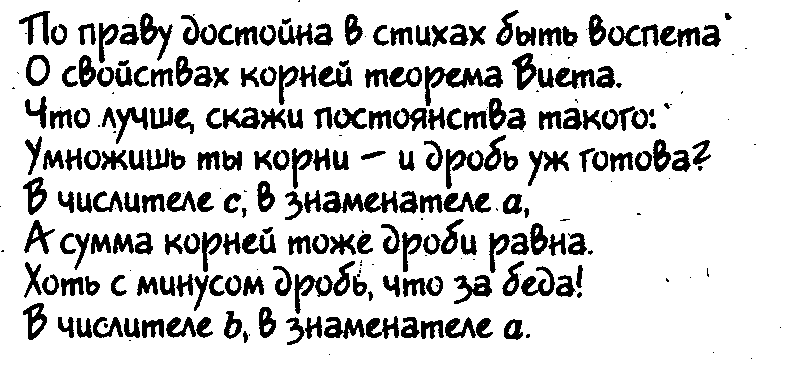 По праву достойна в стихах быть воспета
О свойствах корней теорема Виета.
Что лучше, скажи постоянства такого:
Умножишь ты корни – и дробь уж готова?
В числителе с, в знаменателе а,
А сумма корней тоже дроби равна.
Хоть с минусом дробь, что за беда!
В числителе b, в знаменателе а.